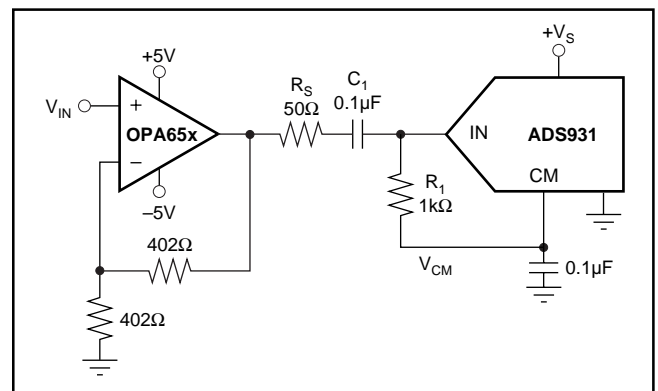 +5V
V_IN
+
OPA65x
–
–5V
402Ω
402Ω
R_S
50Ω
C_1
0.1µF
R_1
1kΩ
V_CM
+V_S
IN
ADS931
CM
0.1µF